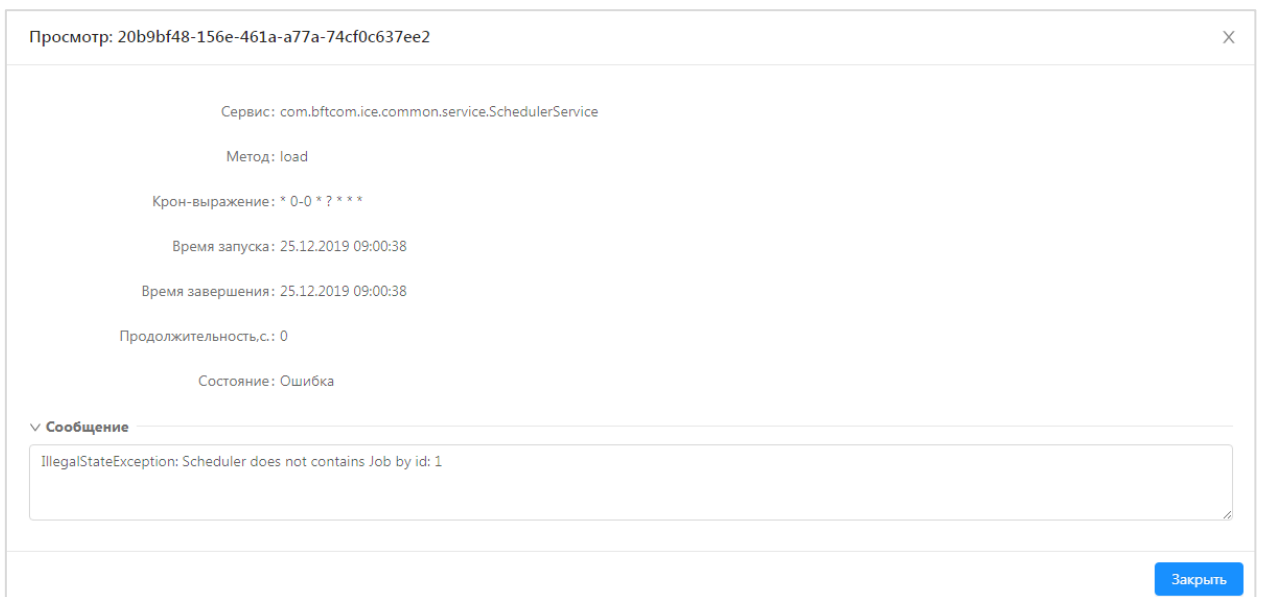 Просмотр: 20b9bf48-156e-461a-a77a-74cf0c637ee2
Сервис: com.bftcom.ice.common.service.SchedulerService
Метод: load
Крон-выражение: * 0-0 * ? * * *
Время запуска: 25.12.2019 09:00:38
Время завершения: 25.12.2019 09:00:38
Продолжительность,с.: 0
Состояние: Ошибка
Сообщение
IllegalStateException: Scheduler does not contains Job by id: 1
Закрыть